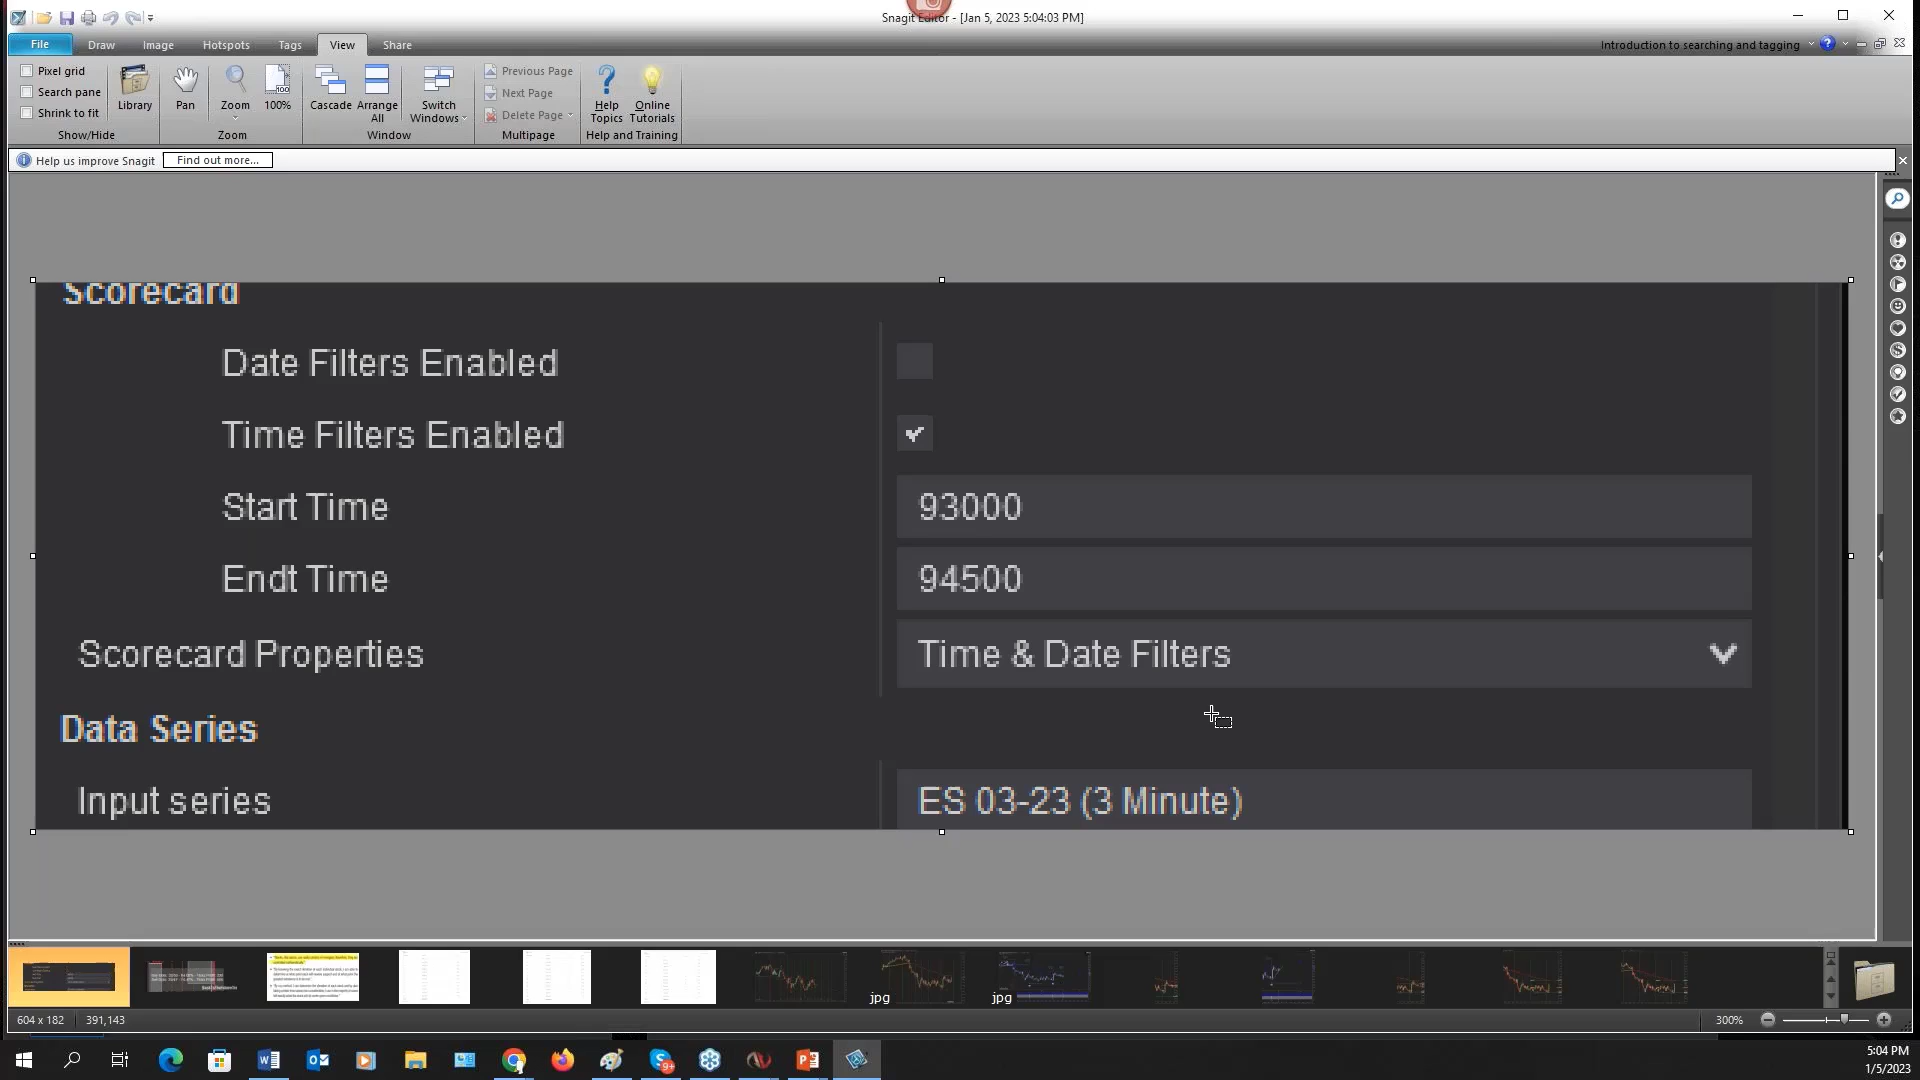 Snagit Editor - [Jan 5, 2023 5:04:03 PM]
File Draw Image Hotspots Tags View Share
Introduction to searching and tagging
Pixel grid
Search pane
Shrink to fit
Show/Hide
Library
Pan
Zoom
100%
Zoom
Cascade
Arrange
All
Switch
Windows
Window
Previous Page
Next Page
Delete Page
Multipage
Help
Topics
Online
Tutorials
Help and Training
Help us improve Snagit
Find out more...
Scorecard
Date Filters Enabled
Time Filters Enabled
Start Time 93000
Endt Time 94500
Scorecard Properties Time & Date Filters
Data Series
Input series ES 03-23 (3 Minute)
jpg
jpg
604 x 182 391,143
300%
9+
5:04 PM
1/5/2023